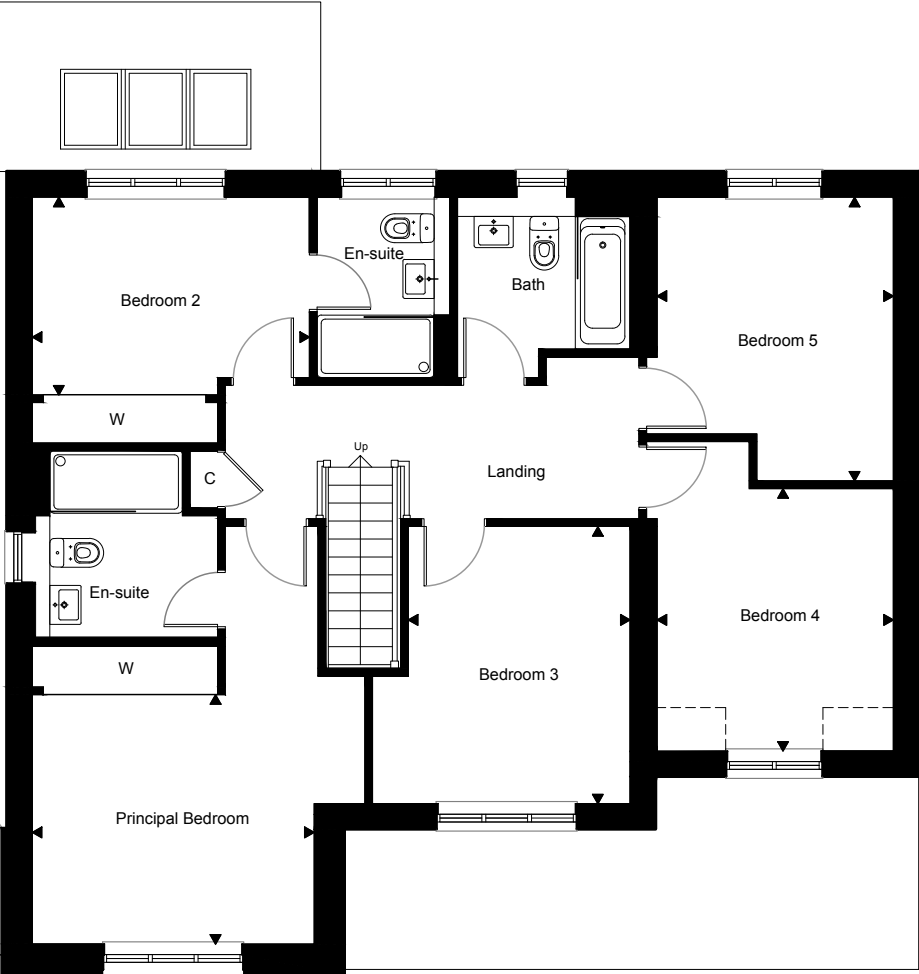 En-suite
Bath
Bedroom 2
Bedroom 5
W
Up
Landing
C
En-suite
Bedroom 4
W
Bedroom 3
Principal Bedroom